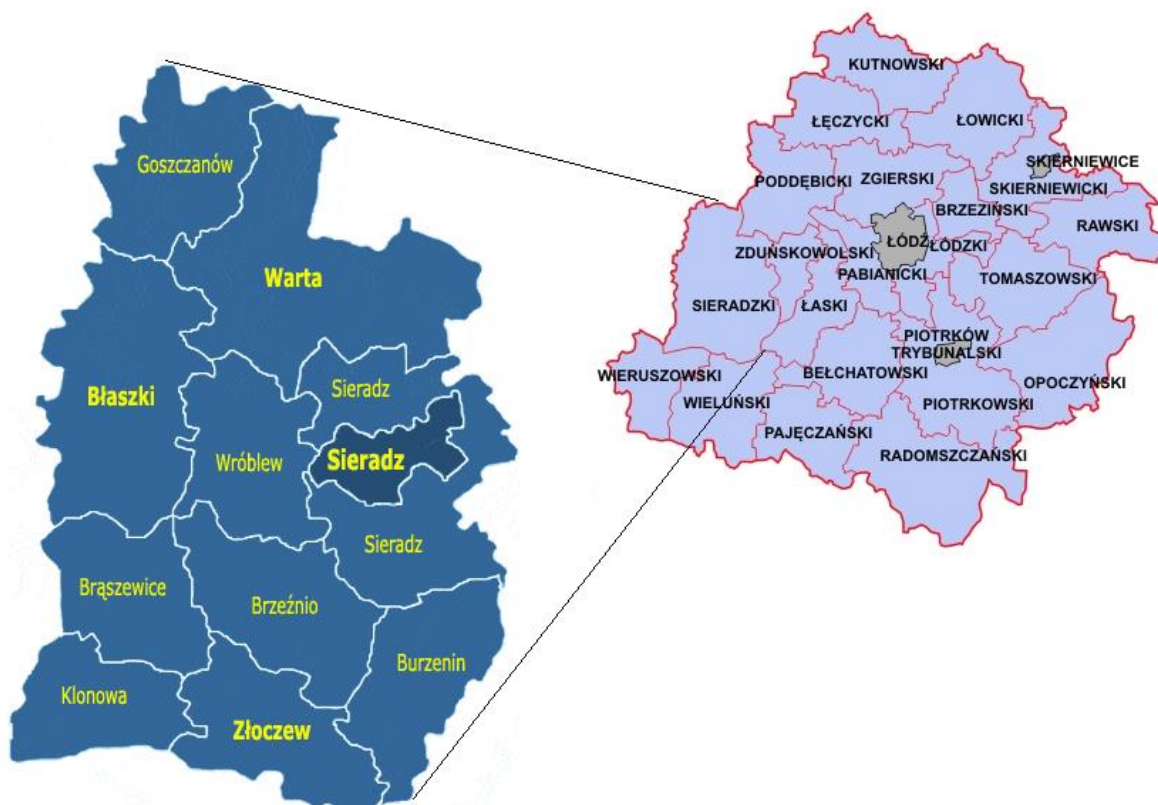 Goszczanów
Warta
Błaszki
Sieradz
Wróblew
Sieradz
Sieradz
Brąszewice
Brzeźnio
Burzenin
Klonowa
Złoczew
KUTNOWSKI
ŁĘCZYCKI
ŁOWICKI
SKIERNIEWICE
PODDĘBICKI
ZGIERSKI
SKIERNIEWICKI
BRZEZIŃSKI
RAWSKI
ZDUŃSKOWOLSKI
ŁÓDŹ
ŁÓDZKI
PABIANICKI
TOMASZOWSKI
SIERADZKI
ŁASKI
PIOTRKÓW
TRYBUNALSKI
WIERUSZOWSKI
BEŁCHATOWSKI
OPOCZYŃSKI
WIELUŃSKI
PIOTRKOWSKI
PAJĘCZAŃSKI
RADOMSZCZAŃSKI